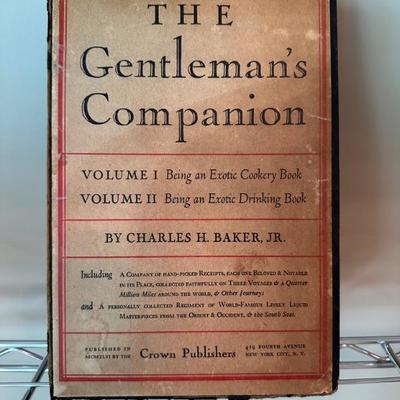 THE
Gentleman's
Companion
VOLUME I Being an Exotic Cookery Book
VOLUME II Being an Exotic Drinking Book
BY CHARLES H. BAKER, JR.
Including A Company of hand-picked Receipts, each one Beloved & Notable
in its Place, collected faithfully on Three Voyages & a Quarter
Million Miles around the world, & Other Journeys
and A personally collected Regiment of World-Famous Lively Liquid
Masterpieces from the Orient & Occident, & the South Seas.
PUBLISHED IN
MCMXLVI BY THE
Crown Publishers
419 FOURTH AVENUE
NEW YORK CITY, N. Y.